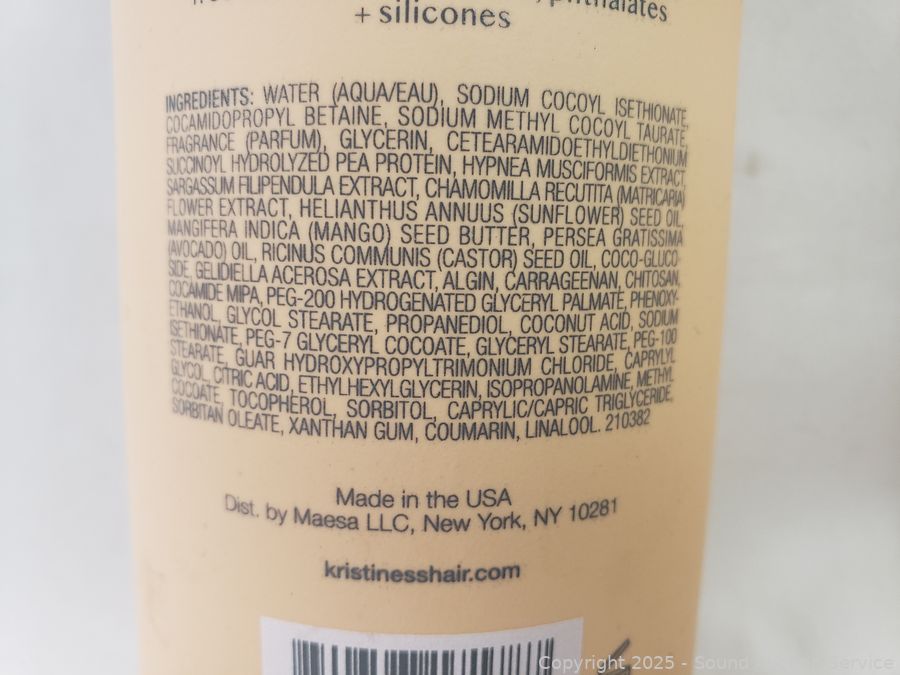 phthalates
+ silicones
INGREDIENTS: WATER (AQUA/EAU), SODIUM COCOYL ISETHIONATE,
COCAMIDOPROPYL BETAINE, SODIUM METHYL COCOYL TAURATE,
FRAGRANCE (PARFUM), GLYCERIN, CETEARAMIDOETHYLDIETHONIUM
SUCCINOYL HYDROLYZED PEA PROTEIN, HYPNEA MUSCIFORMIS EXTRACT,
SARGASSUM FILIPENDULA EXTRACT, CHAMOMILLA RECUTITA (MATRICARIA)
FLOWER EXTRACT, HELIANTHUS ANNUUS (SUNFLOWER) SEED OIL,
MANGIFERA INDICA (MANGO) SEED BUTTER, PERSEA GRATISSIMA
(AVOCADO) OIL, RICINUS COMMUNIS (CASTOR) SEED OIL, COCO-GLUCO-
SIDE, GELIDIELLA ACEROSA EXTRACT, ALGIN, CARRAGEENAN, CHITOSAN,
COCAMIDE MIPA, PEG-200 HYDROGENATED GLYCERYL PALMATE, PHENOXY-
ETHANOL, GLYCOL STEARATE, PROPANEDIOL, COCONUT ACID, SODIUM
ISETHIONATE, PEG-7 GLYCERYL COCOATE, GLYCERYL STEARATE, PEG-100
STEARATE, GUAR HYDROXYPROPYLTRIMONIUM CHLORIDE, CAPRYLYL
GLYCOL, CITRIC ACID, ETHYLHEXYLGLYCERIN, ISOPROPANOLAMINE, METHYL
COCOATE, TOCOPHEROL, SORBITOL, CAPRYLIC/CAPRIC TRIGLYCERIDE,
SORBITAN OLEATE, XANTHAN GUM, COUMARIN, LINALOOL. 210382
Made in the USA
Dist. by Maesa LLC, New York, NY 10281
kristinesshair.com
Copyright 2025 - Sound Service